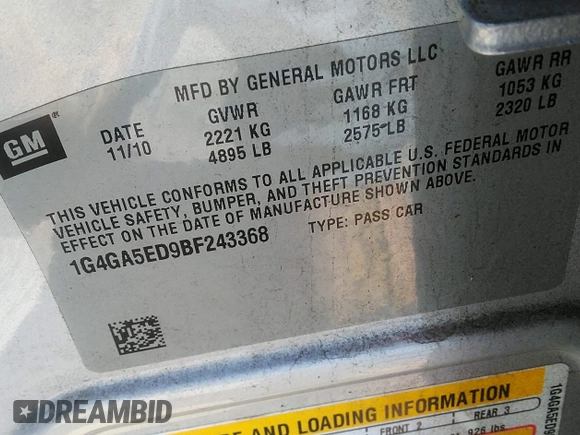 MFD BY GENERAL MOTORS LLC
GM
DATE GVWR GAWR FRT GAWR RR
11/10 2221 KG 1168 KG 1053 KG
4895 LB 2575 LB 2320 LB
THIS VEHICLE CONFORMS TO ALL APPLICABLE U.S. FEDERAL MOTOR
VEHICLE SAFETY, BUMPER, AND THEFT PREVENTION STANDARDS IN
EFFECT ON THE DATE OF MANUFACTURE SHOWN ABOVE.
1G4GA5ED9BF243368 TYPE: PASS CAR
E AND LOADING INFORMATION
FRONT 2 REAR 3
926 lbs
1G4GA5ED9
DREAMBID